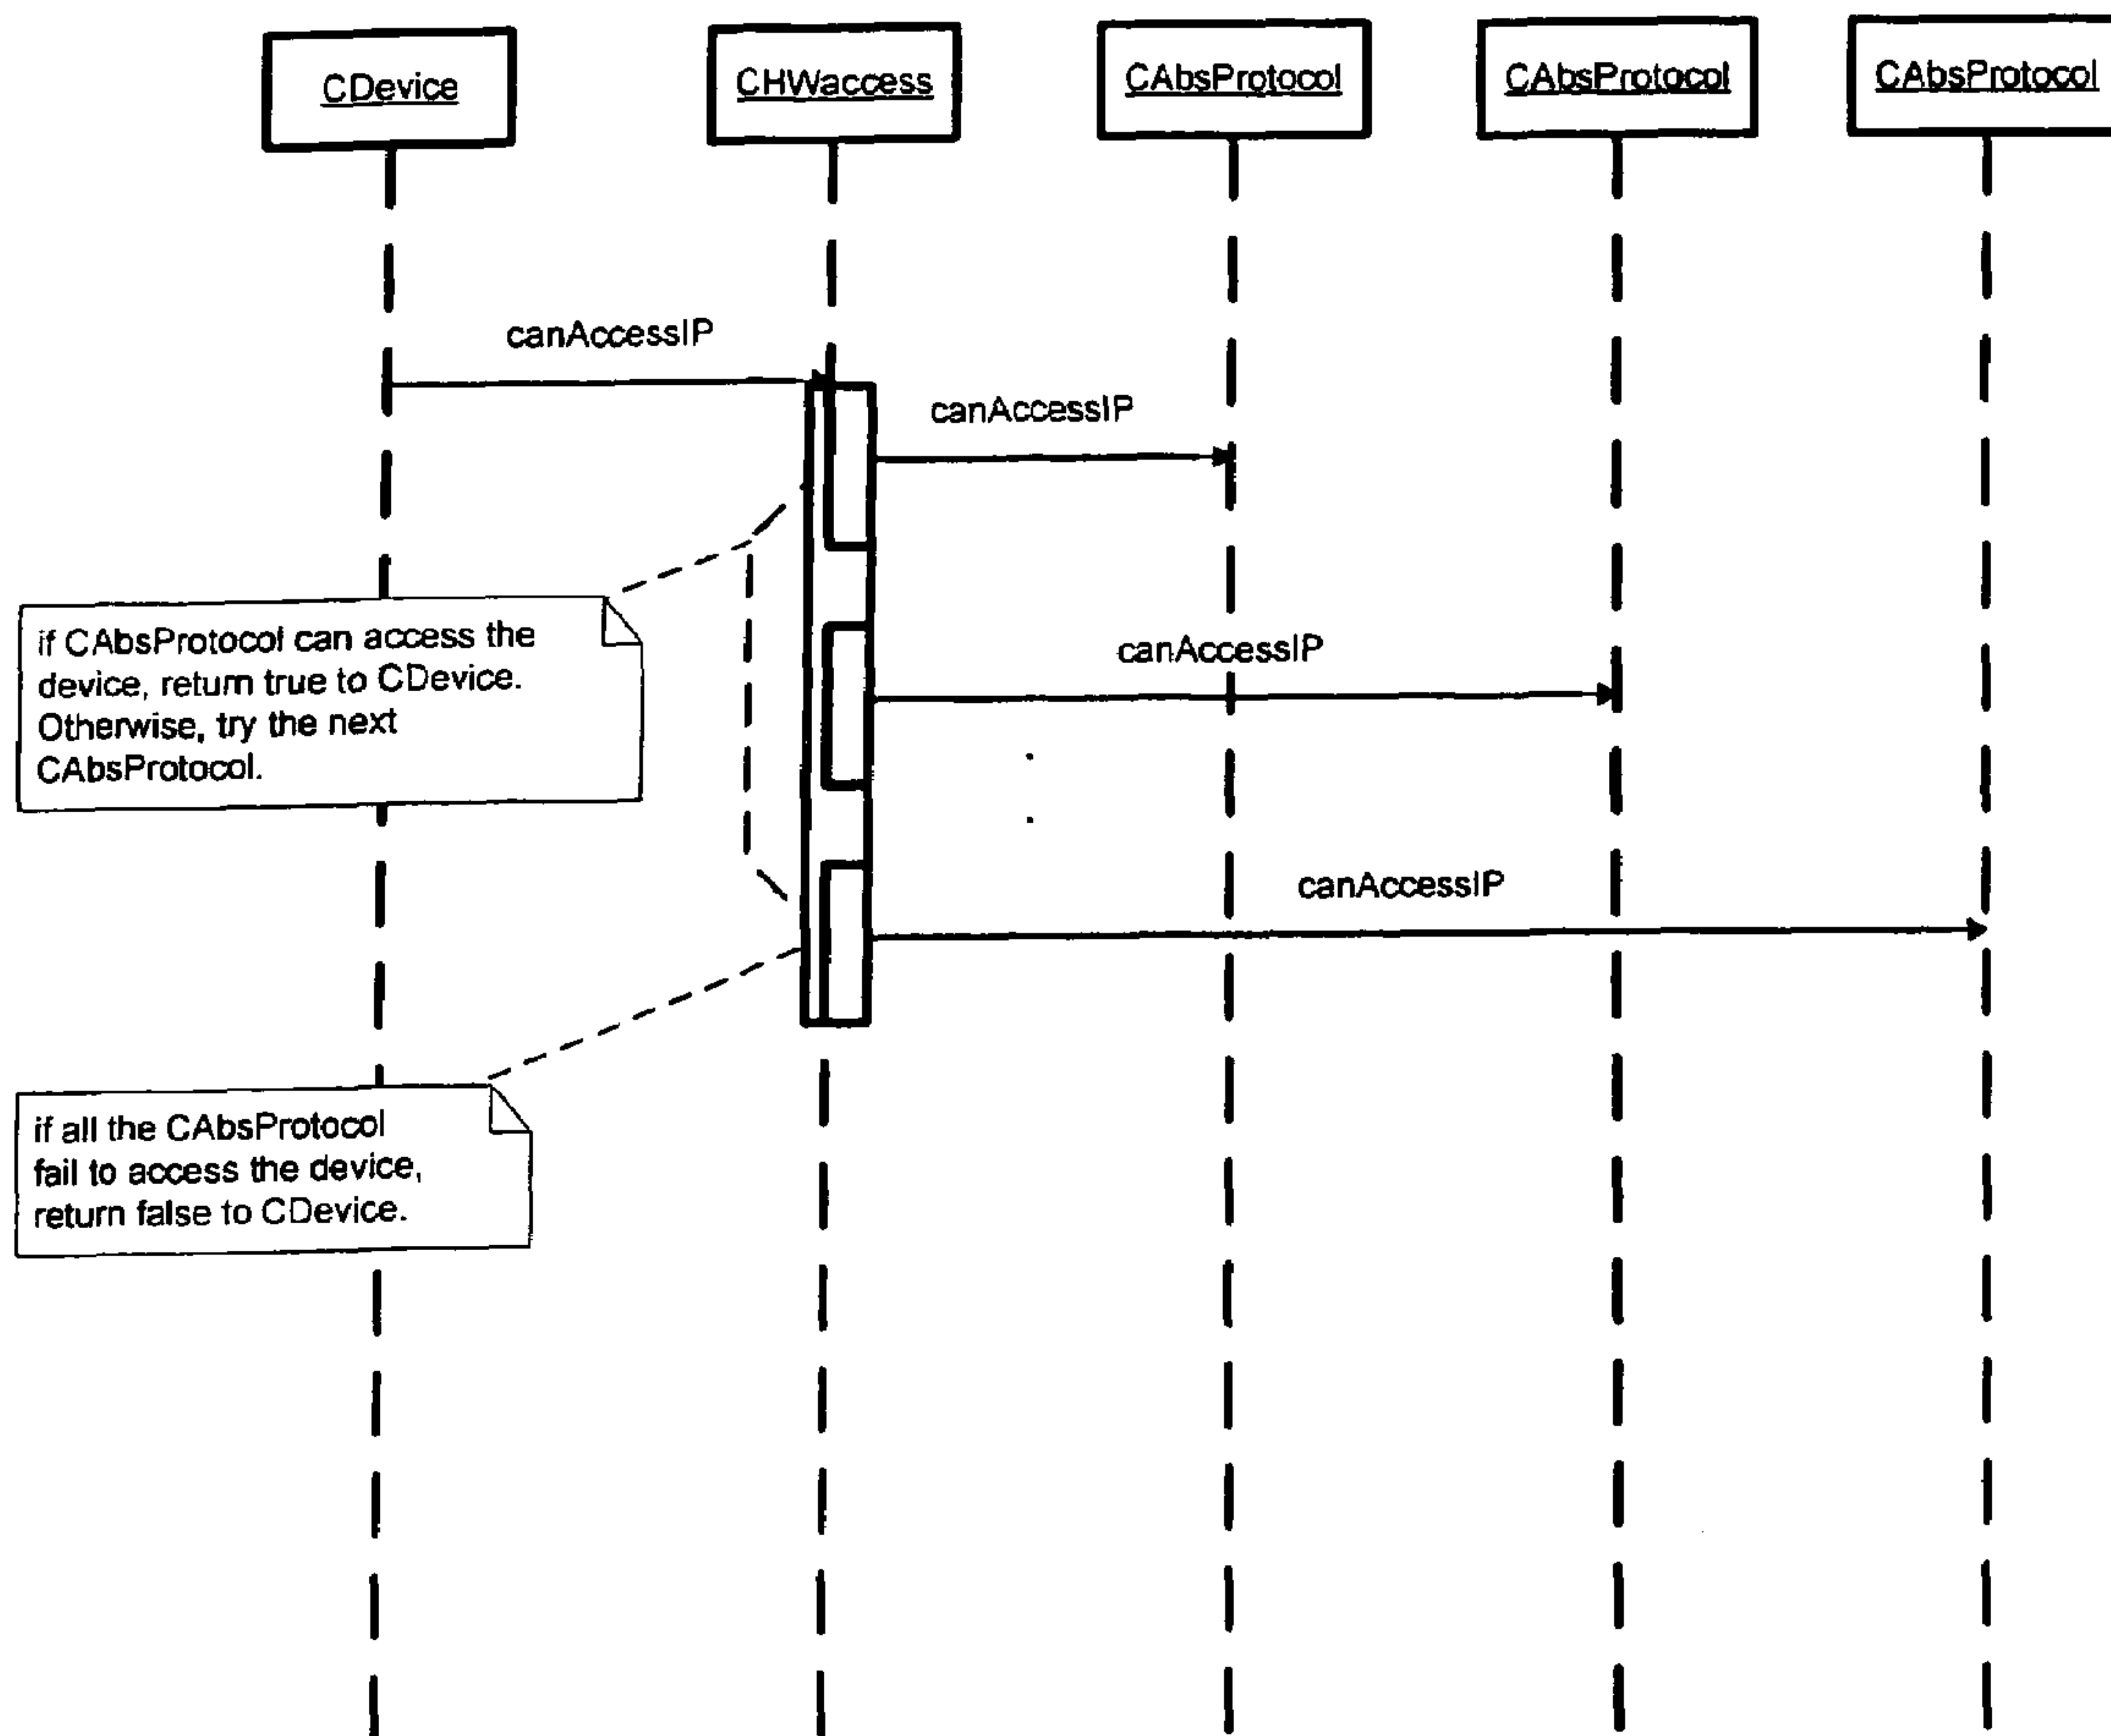 CDevice
CHWaccess
CAbsProtocol
CAbsProtocol
CAbsProtocol
canAccessIP
canAccessIP
if CAbsProtocol can access the
device, return true to CDevice.
Otherwise, try the next
CAbsProtocol.
canAccessIP
canAccessIP
if all the CAbsProtocol
fail to access the device,
return false to CDevice.